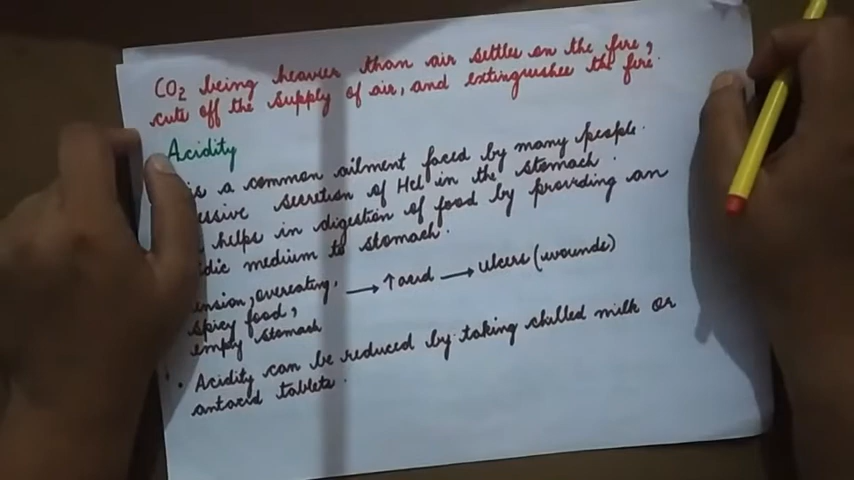 CO2 being heavier than air settles on the fire,
cuts off the supply of air, and extinguishes the fire.
Acidity
is a common ailment faced by many people.
essive secretion of Hcl in the stomach.
helps in digestion of food by providing an
idic medium to stomach.
ension, overeating,
spicy food,
empty stomach
→ ↑ acid → ulcers (wounds)
• Acidity can be reduced by taking chilled milk or
antacid tablets.